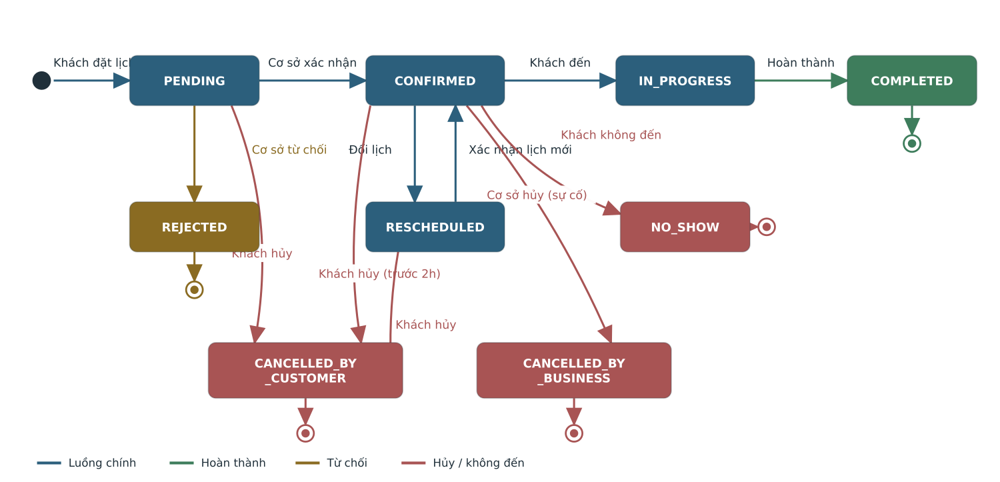 Khách đặt lịch
Cơ sở xác nhận
Khách đến
Hoàn thành
PENDING
CONFIRMED
IN_PROGRESS
COMPLETED
Khách không đến
Cơ sở từ chối
Đổi lịch
Xác nhận lịch mới
Cơ sở hủy (sự cố)
REJECTED
RESCHEDULED
NO_SHOW
Khách hủy
Khách hủy (trước 2h)
Khách hủy
CANCELLED_BY
_CUSTOMER
CANCELLED_BY
_BUSINESS
Luồng chính
Hoàn thành
Từ chối
Hủy / không đến